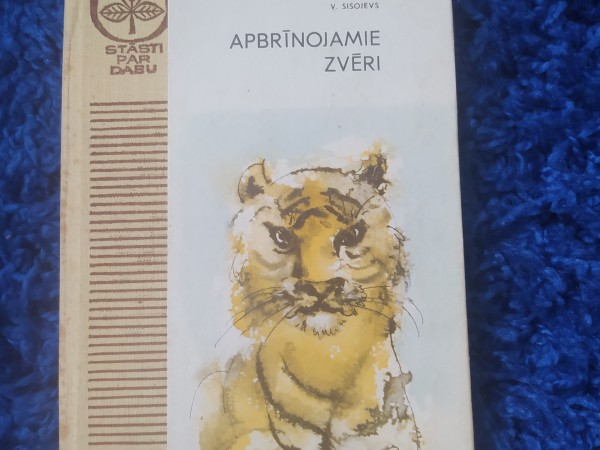 V. SISOJEVS
APBRĪNOJAMIE
ZVĒRI
STĀSTI
PAR
DABU